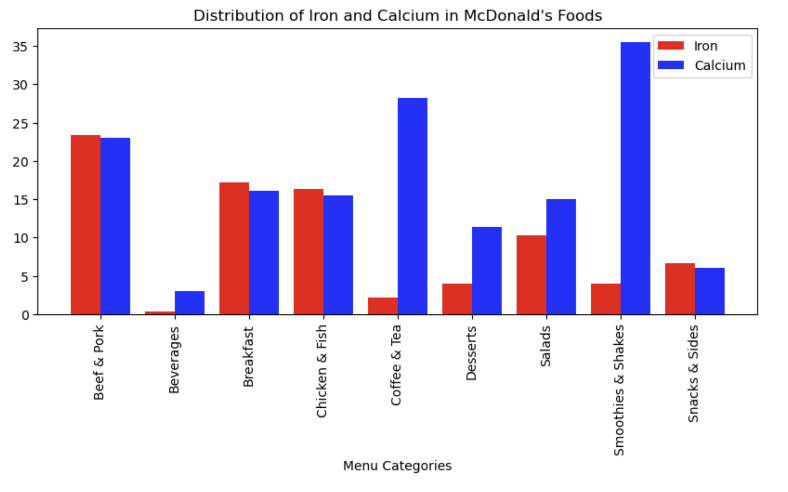 Distribution of Iron and Calcium in McDonald's Foods
Iron
Calcium
35
30
25
20
15
10
5
0
Beef & Pork
Beverages
Breakfast
Chicken & Fish
Coffee & Tea
Desserts
Salads
Smoothies & Shakes
Snacks & Sides
Menu Categories